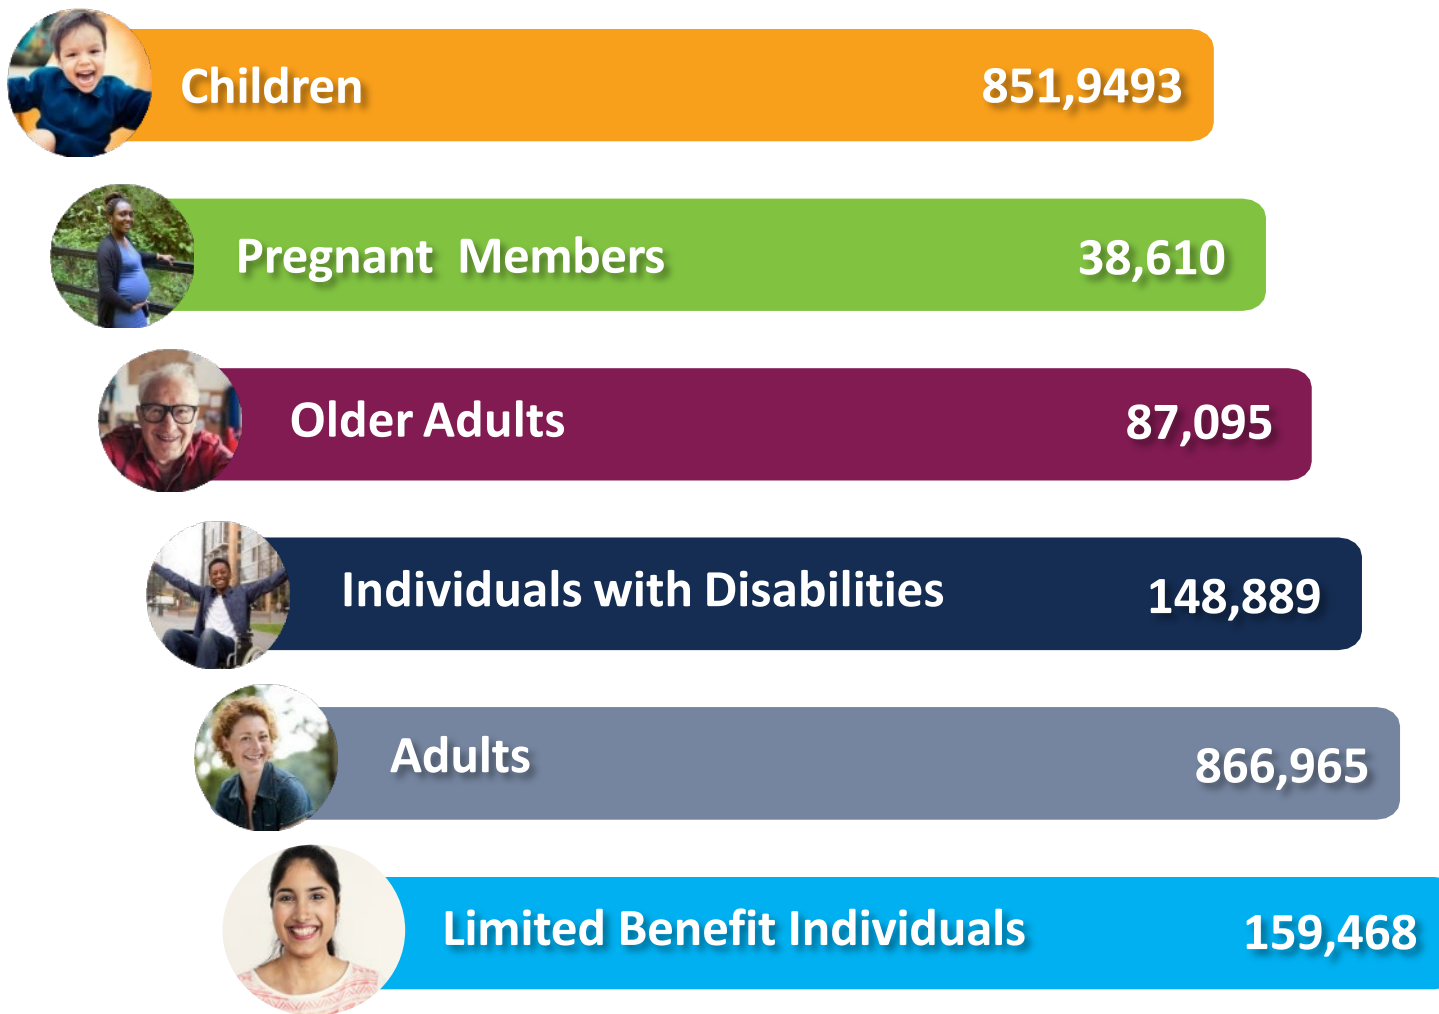 Children 851,9493
Pregnant Members 38,610
Older Adults 87,095
Individuals with Disabilities 148,889
Adults 866,965
Limited Benefit Individuals 159,468